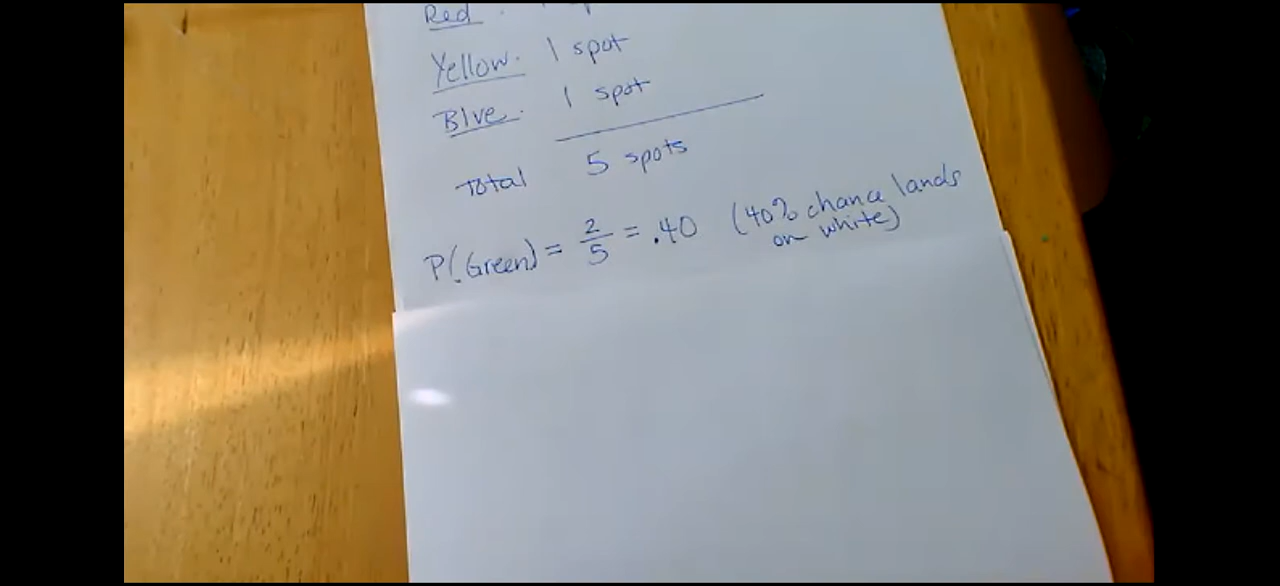 Red.
Yellow. 1 spot
Blue. 1 spot
Total 5 spots
P(Green) = 2/5 = .40 (40% chance lands
on white)